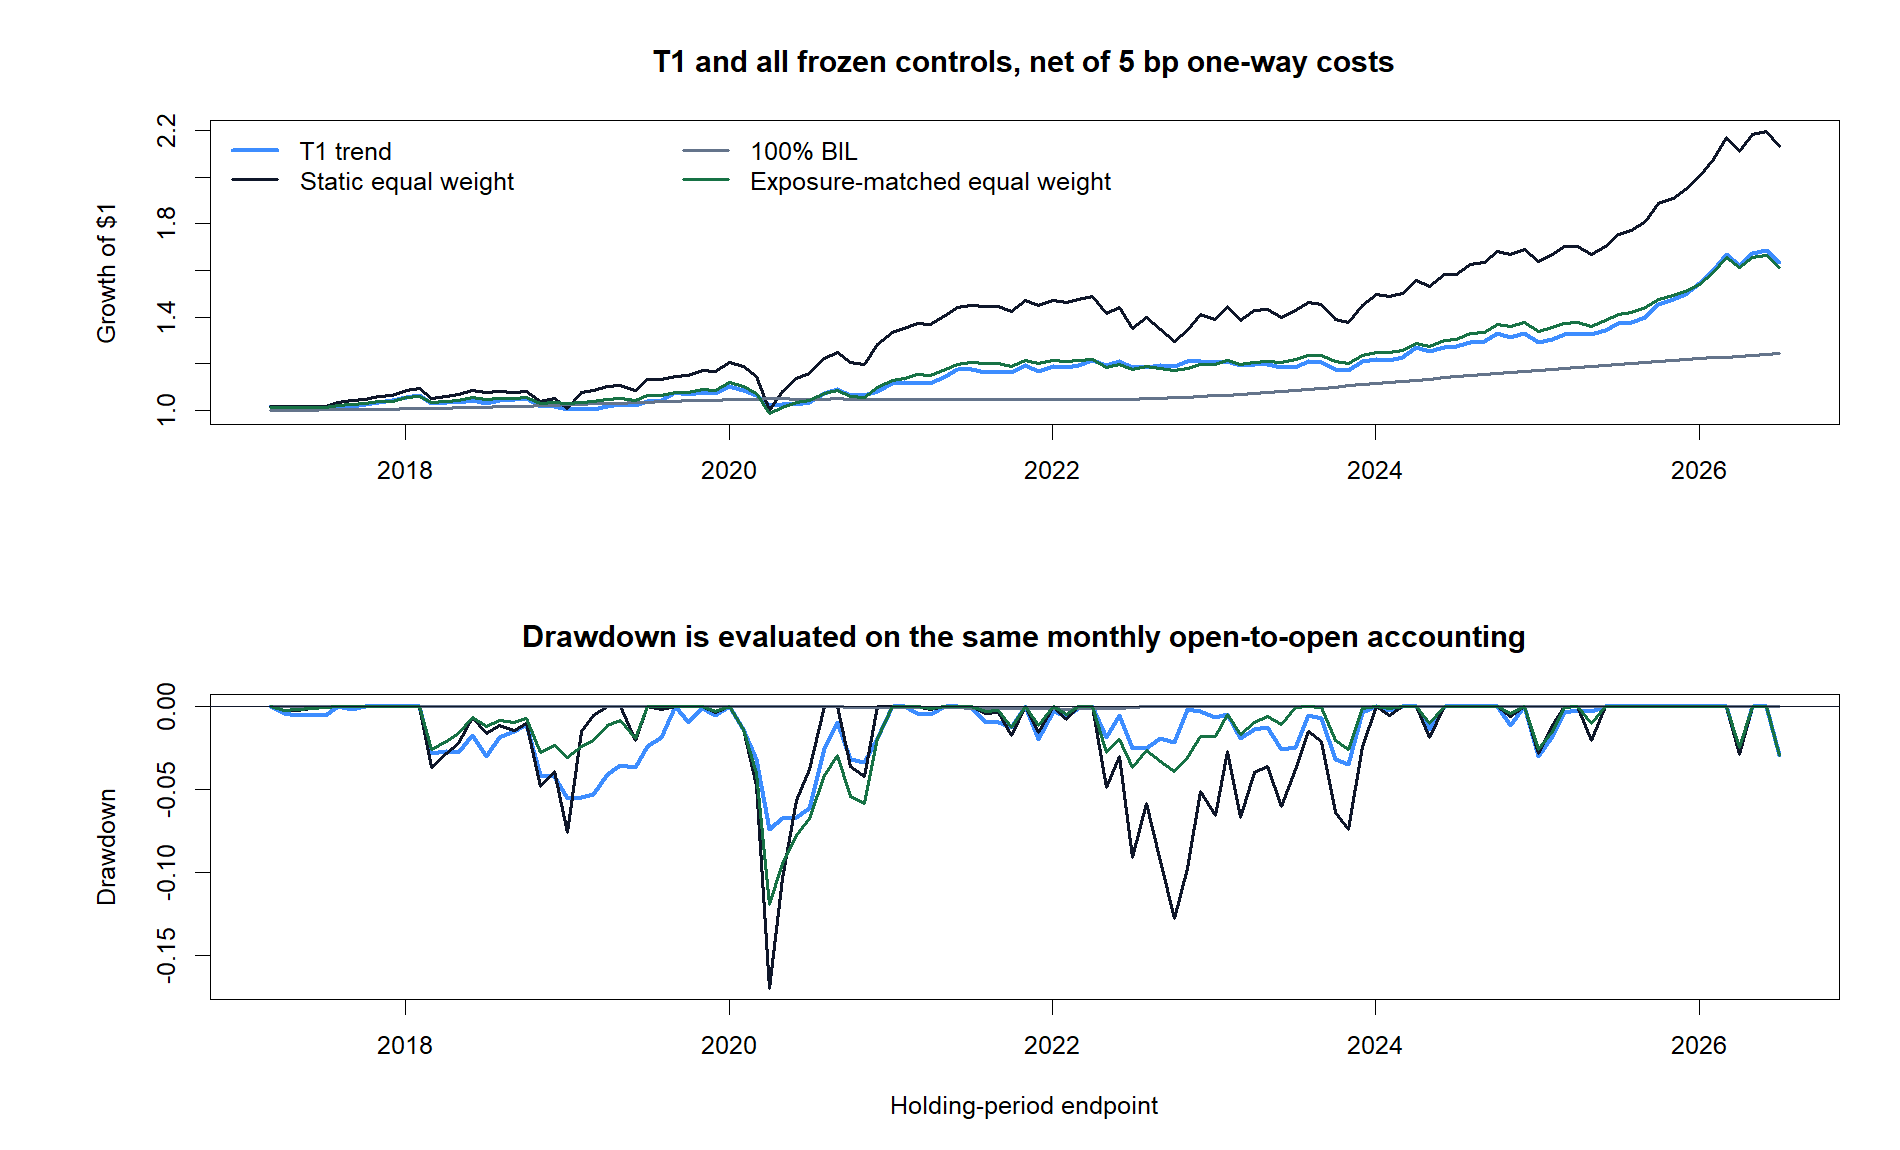 T1 and all frozen controls, net of 5 bp one-way costs
T1 trend
Static equal weight
100% BIL
Exposure-matched equal weight
Growth of $1
2.2
1.8
1.4
1.0
2018 2020 2022 2024 2026
Drawdown is evaluated on the same monthly open-to-open accounting
Drawdown
0.00
-0.05
-0.10
-0.15
2018 2020 2022 2024 2026
Holding-period endpoint